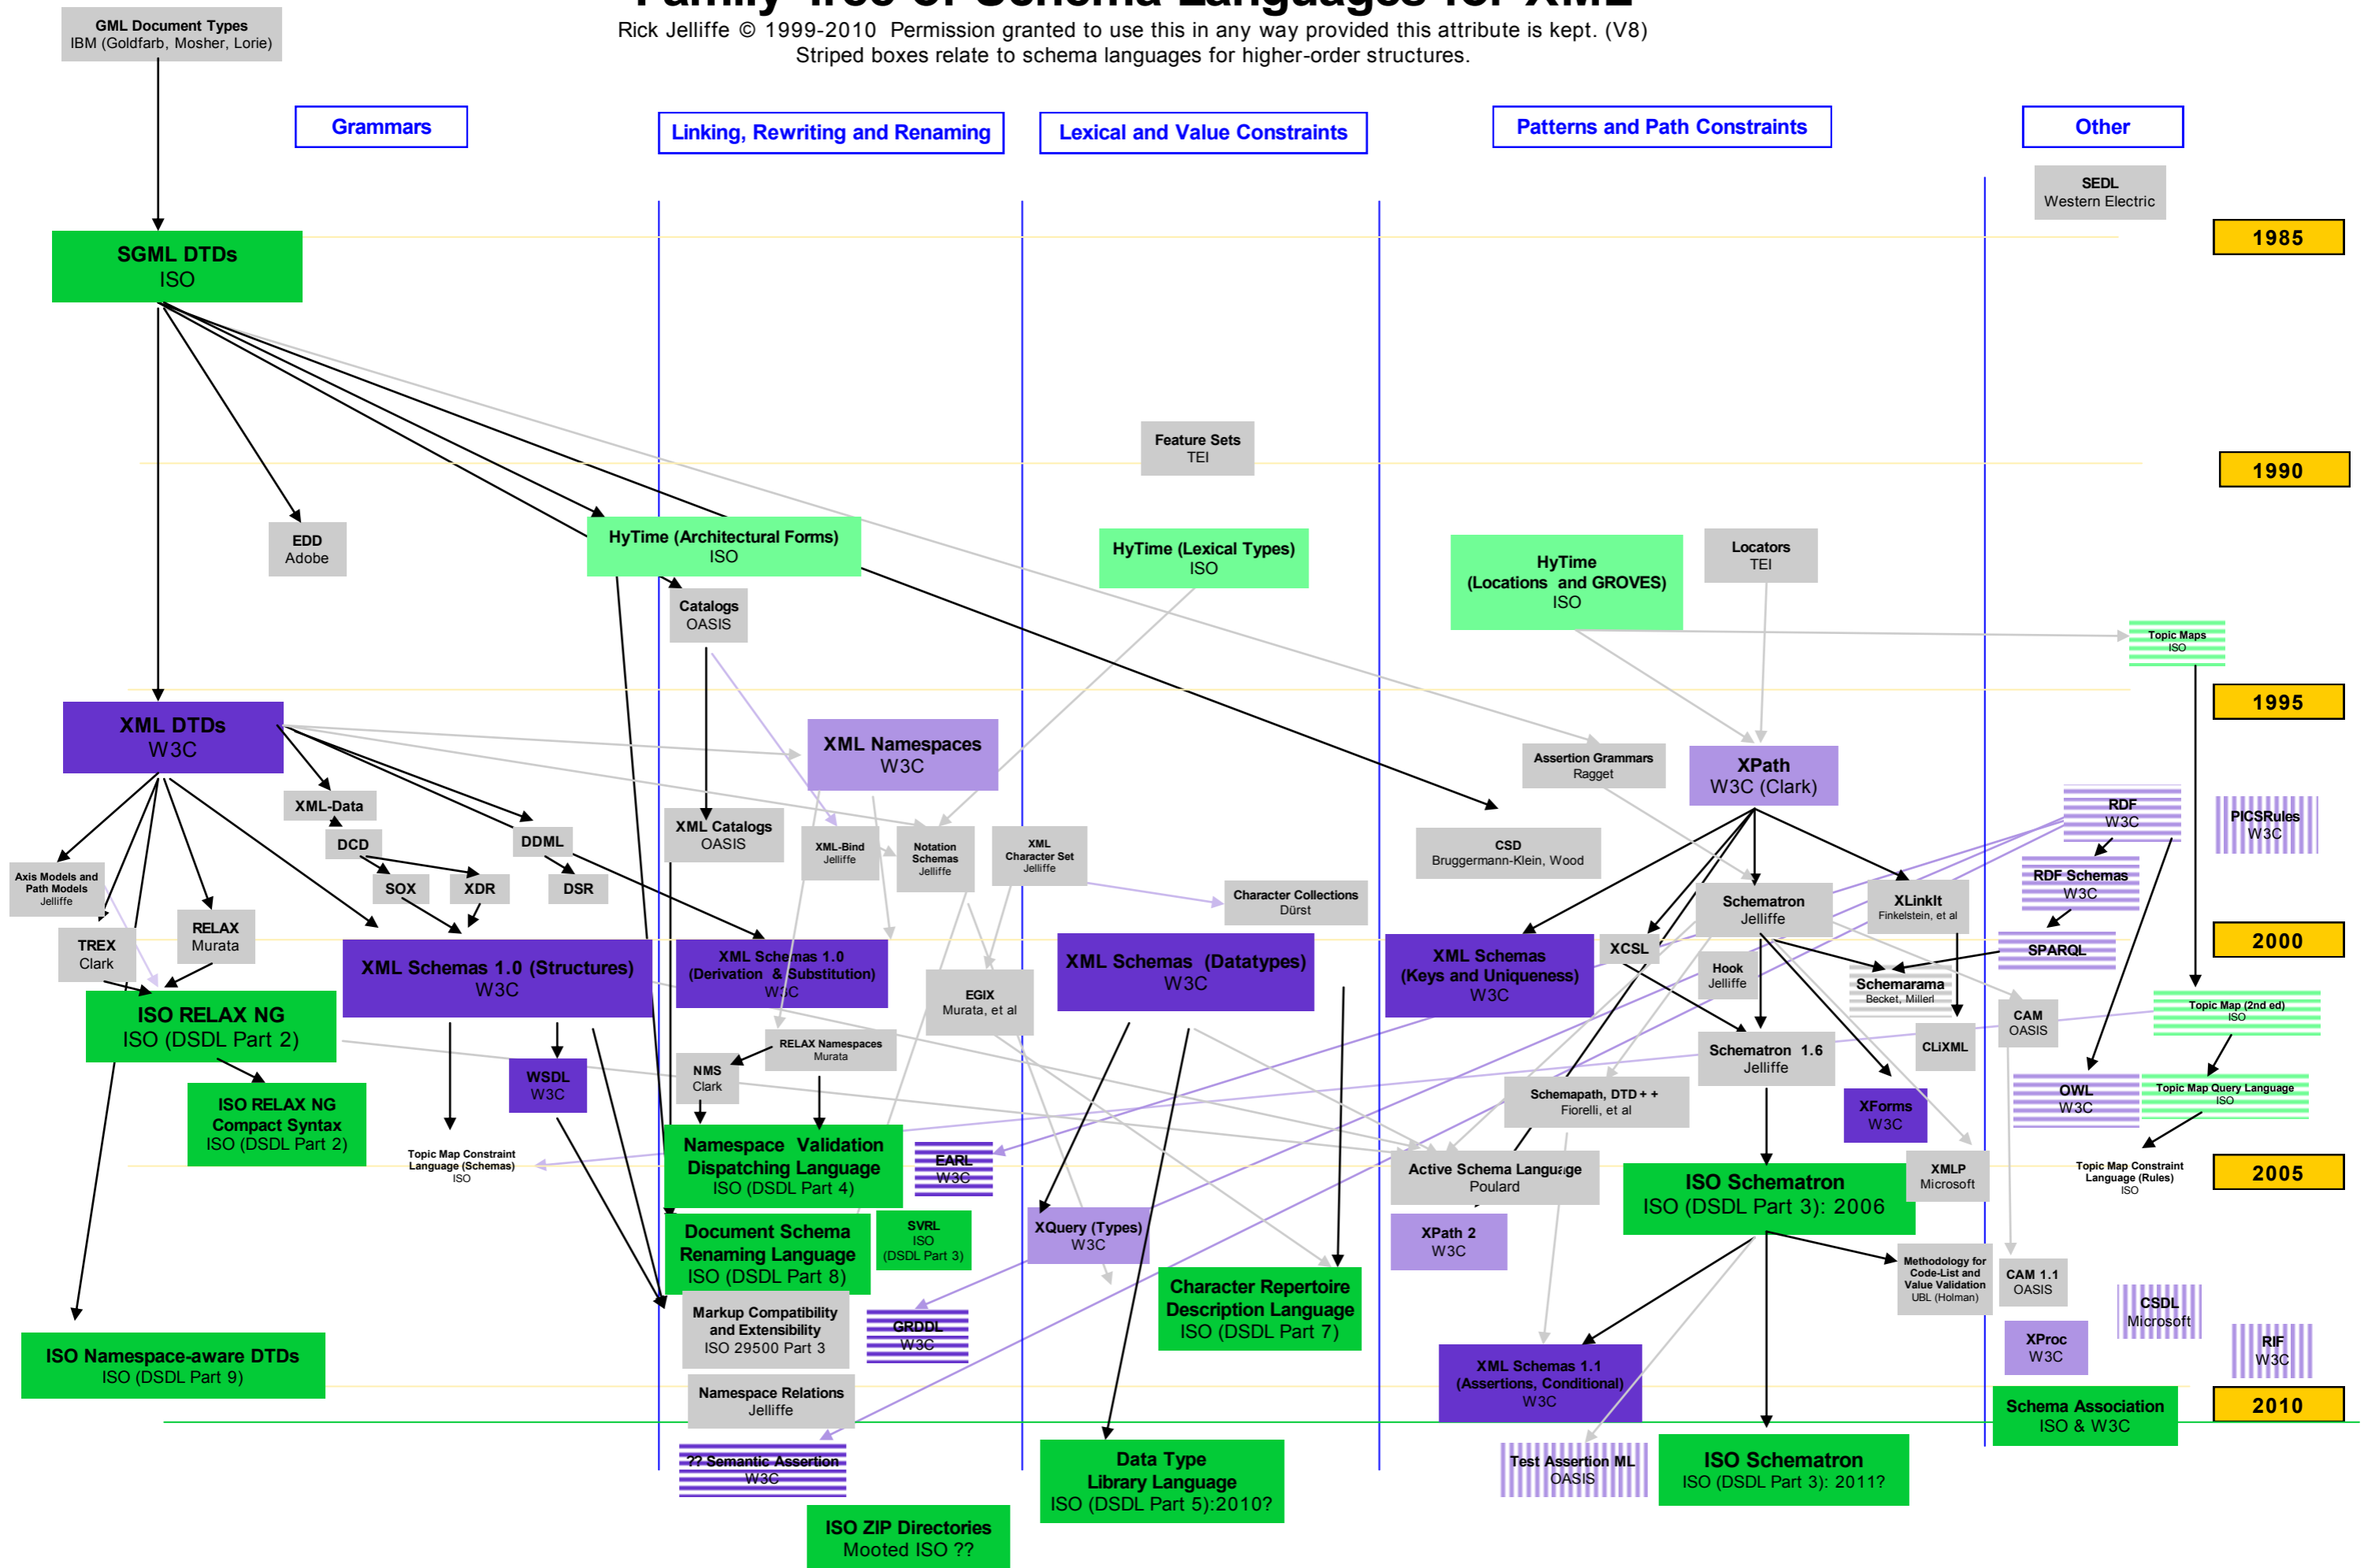 Family Tree of Schema Languages for XML
Rick Jelliffe © 1999-2010 Permission granted to use this in any way provided this attribute is kept. (V8)
Striped boxes relate to schema languages for higher-order structures.
GML Document Types
IBM (Goldfarb, Mosher, Lorie)
Grammars
Linking, Rewriting and Renaming
Lexical and Value Constraints
Patterns and Path Constraints
Other
SEDL
Western Electric
1985
SGML DTDs
ISO
Feature Sets
TEI
1990
EDD
Adobe
HyTime (Architectural Forms)
ISO
HyTime (Lexical Types)
ISO
HyTime
(Locations and GROVES)
ISO
Locators
TEI
Catalogs
OASIS
Topic Maps
ISO
1995
XML DTDs
W3C
XML Namespaces
W3C
Assertion Grammars
Ragget
XPath
W3C (Clark)
XML-Data
DCD
SOX
XDR
DDML
DSR
XML Catalogs
OASIS
XML-Bind
Jelliffe
Notation
Schemas
Jelliffe
XML
Character Set
Jelliffe
Character Collections
Dürst
CSD
Bruggermann-Klein, Wood
RDF
W3C
PICSRules
W3C
RDF Schemas
W3C
Axis Models and
Path Models
Jelliffe
TREX
Clark
RELAX
Murata
Schematron
Jelliffe
XLinkIt
Finkelstein, et al
SPARQL
2000
XML Schemas 1.0 (Structures)
W3C
XML Schemas 1.0
(Derivation & Substitution)
W3C
EGIX
Murata, et al
XML Schemas (Datatypes)
W3C
XML Schemas
(Keys and Uniqueness)
W3C
XCSL
Hook
Jelliffe
Schemarama
Becket, Millerl
Topic Map (2nd ed)
ISO
CAM
OASIS
CLiXML
ISO RELAX NG
ISO (DSDL Part 2)
WSDL
W3C
RELAX Namespaces
Murata
NMS
Clark
Schematron 1.6
Jelliffe
Schemapath, DTD++
Fiorelli, et al
XForms
W3C
OWL
W3C
Topic Map Query Language
ISO
ISO RELAX NG
Compact Syntax
ISO (DSDL Part 2)
Topic Map Constraint
Language (Schemas)
ISO
Namespace Validation
Dispatching Language
ISO (DSDL Part 4)
EARL
W3C
Active Schema Language
Poulard
ISO Schematron
ISO (DSDL Part 3): 2006
XMLP
Microsoft
Topic Map Constraint
Language (Rules)
ISO
2005
Document Schema
Renaming Language
ISO (DSDL Part 8)
SVRL
ISO
(DSDL Part 3)
XQuery (Types)
W3C
XPath 2
W3C
Character Repertoire
Description Language
ISO (DSDL Part 7)
Methodology for
Code-List and
Value Validation
UBL (Holman)
CAM 1.1
OASIS
CSDL
Microsoft
Markup Compatibility
and Extensibility
ISO 29500 Part 3
GRDDL
W3C
XProc
W3C
RIF
W3C
ISO Namespace-aware DTDs
ISO (DSDL Part 9)
Namespace Relations
Jelliffe
XML Schemas 1.1
(Assertions, Conditional)
W3C
Schema Association
ISO & W3C
2010
?? Semantic Assertion
W3C
Data Type
Library Language
ISO (DSDL Part 5):2010?
Test Assertion ML
OASIS
ISO Schematron
ISO (DSDL Part 3): 2011?
ISO ZIP Directories
Mooted ISO ??